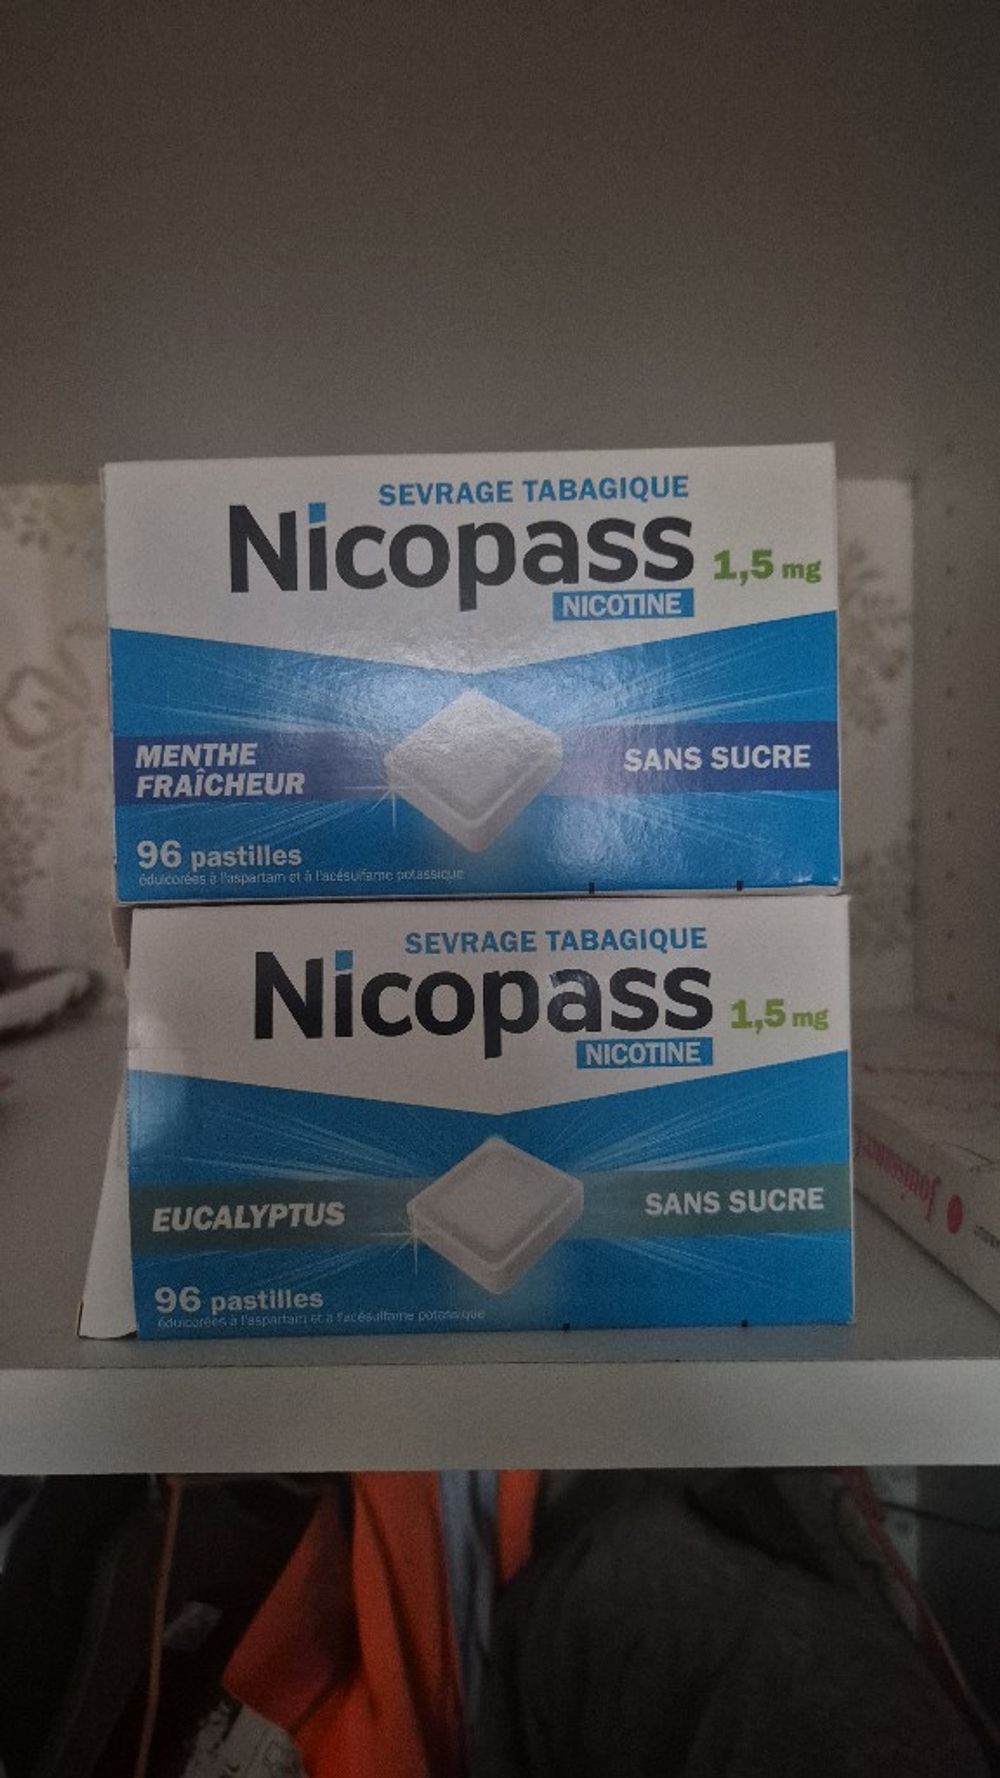 SEVRAGE TABAGIQUE
Nicopass 1,5 mg
NICOTINE
MENTHE
FRAÎCHEUR
SANS SUCRE
96 pastilles
édulcorées à l'aspartam et à l'acésulfame potassique
SEVRAGE TABAGIQUE
Nicopass 1,5 mg
NICOTINE
EUCALYPTUS
SANS SUCRE
96 pastilles
édulcorées à l'aspartam et à l'acésulfame potassique